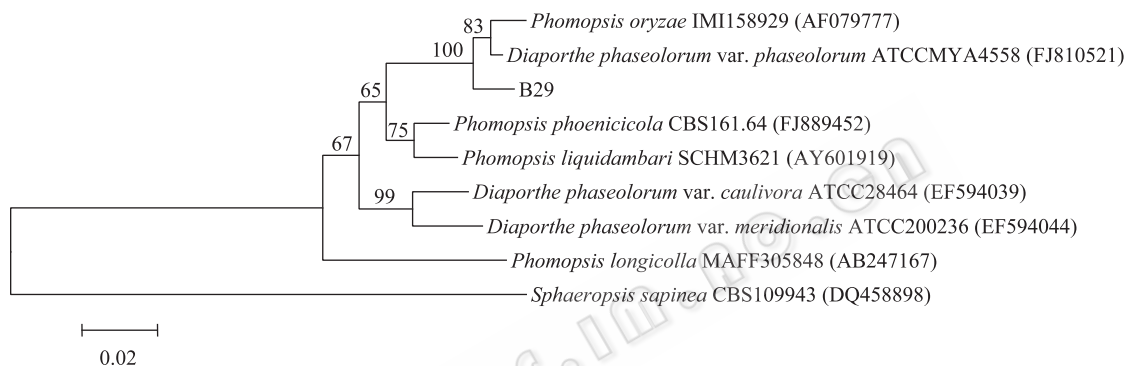 83
Phomopsis oryzae IMI158929 (AF079777)
100
Diaporthe phaseolorum var. phaseolorum ATCCMYA4558 (FJ810521)
65
B29
75
Phomopsis phoenicicola CBS161.64 (FJ889452)
67
Phomopsis liquidambari SCHM3621 (AY601919)
99
Diaporthe phaseolorum var. caulivora ATCC28464 (EF594039)
Diaporthe phaseolorum var. meridionalis ATCC200236 (EF594044)
Phomopsis longicolla MAFF305848 (AB247167)
Sphaeropsis sapinea CBS109943 (DQ458898)
0.02